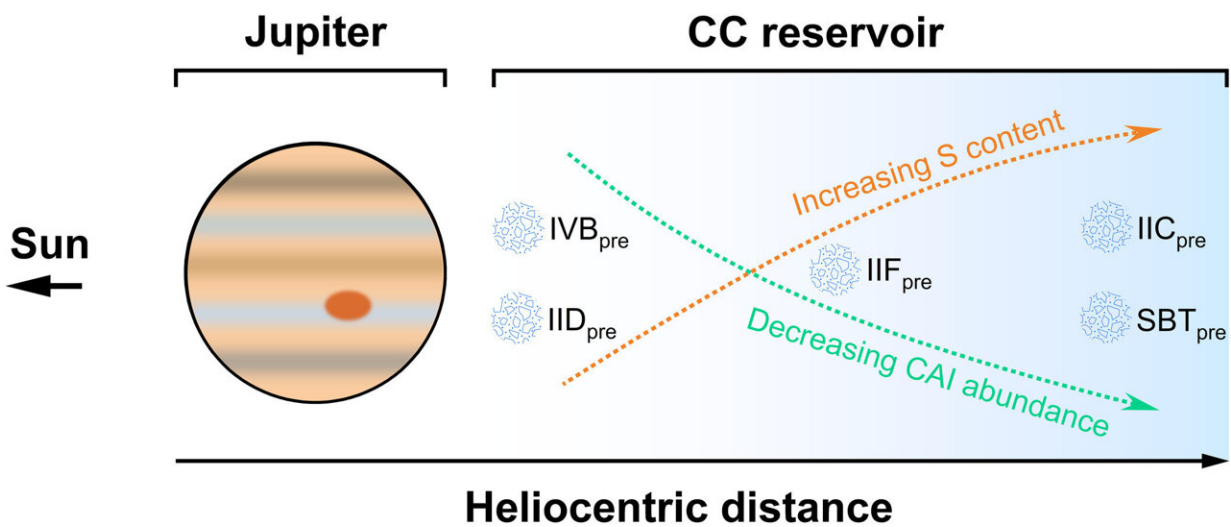 Jupiter
CC reservoir
Sun
Increasing S content
IVBpre
IIDpre
IIFpre
IICpre
SBTpre
Decreasing CAI abundance
Heliocentric distance